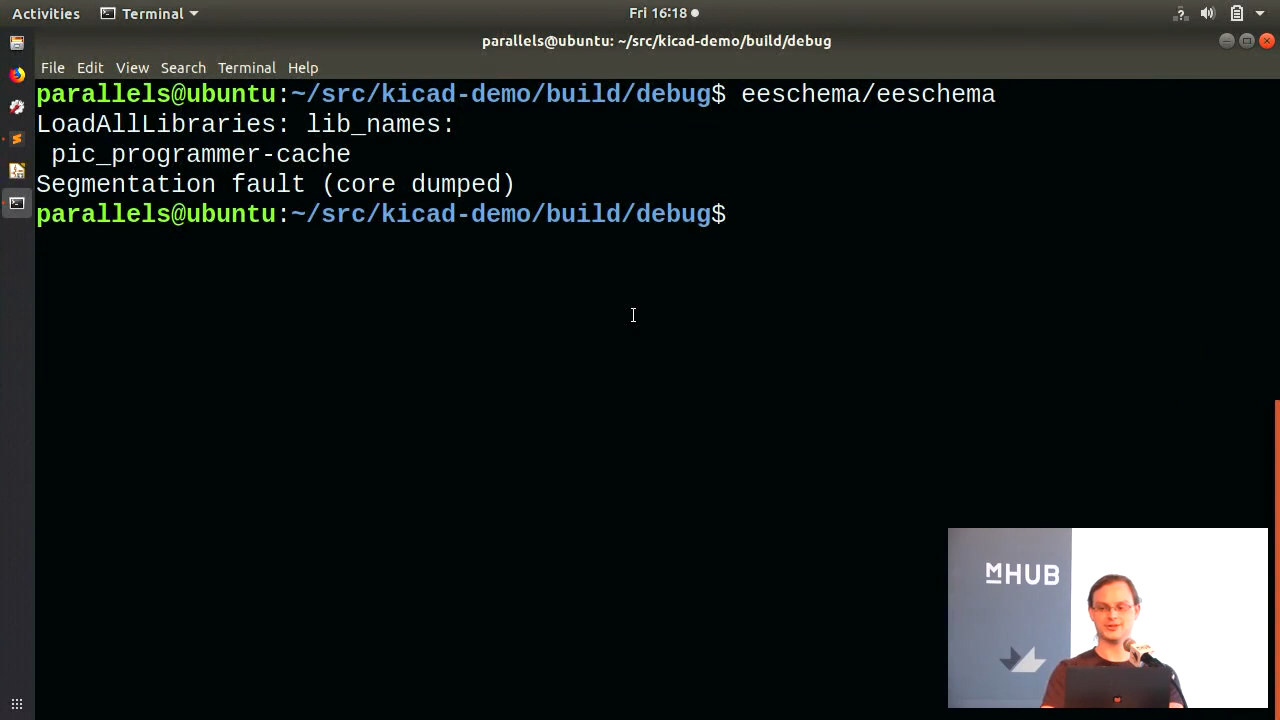 Activities Terminal Fri 16:18 ?
parallels@ubuntu: ~/src/kicad-demo/build/debug
File Edit View Search Terminal Help
parallels@ubuntu:~/src/kicad-demo/build/debug$ eeschema/eeschema
LoadAllLibraries: lib_names:
 pic_programmer-cache
Segmentation fault (core dumped)
parallels@ubuntu:~/src/kicad-demo/build/debug$
MHUB